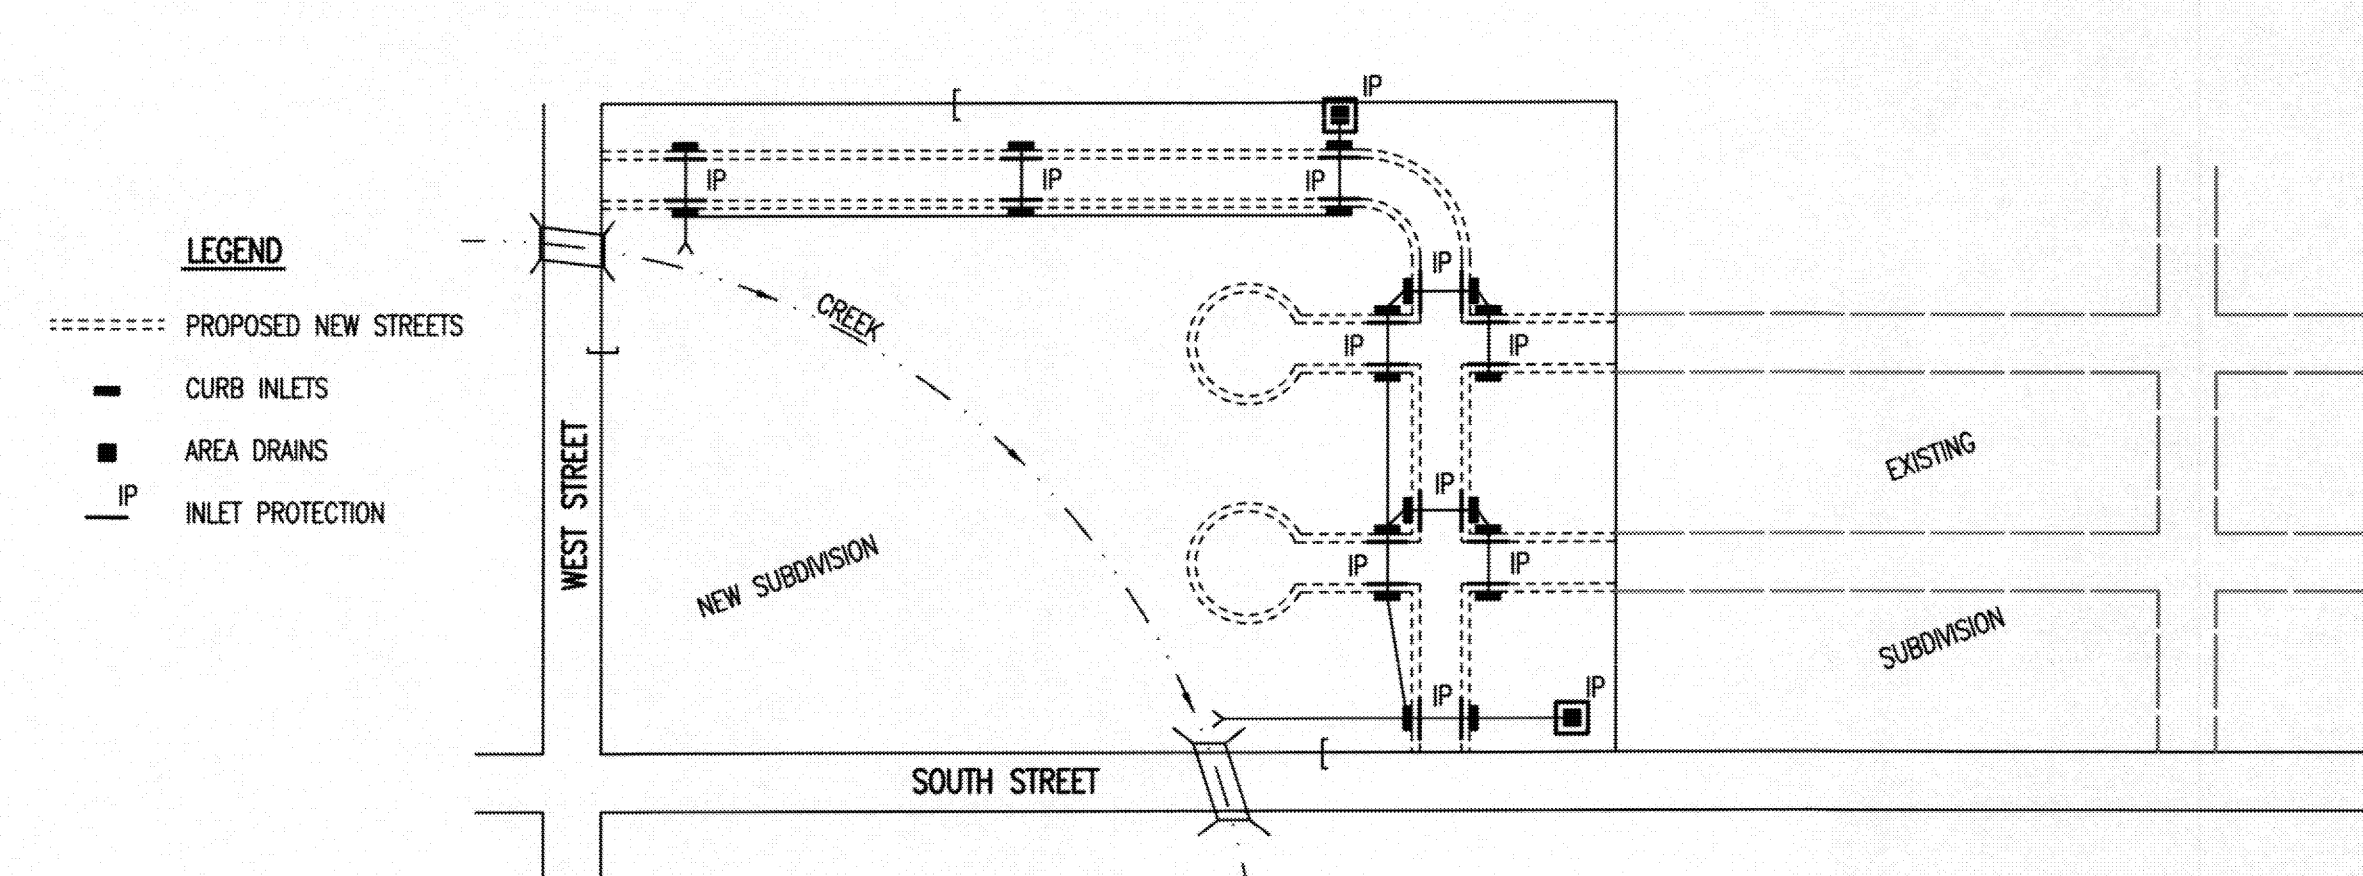 IP
IP
IP
IP
IP
LEGEND
PROPOSED NEW STREETS
CREEK
IP
IP
CURB INLETS
AREA DRAINS
EXISTING
IP
IP
INLET PROTECTION
WEST STREET
NEW SUBDIVISION
IP
IP
SUBDIVISION
IP
IP
SOUTH STREET